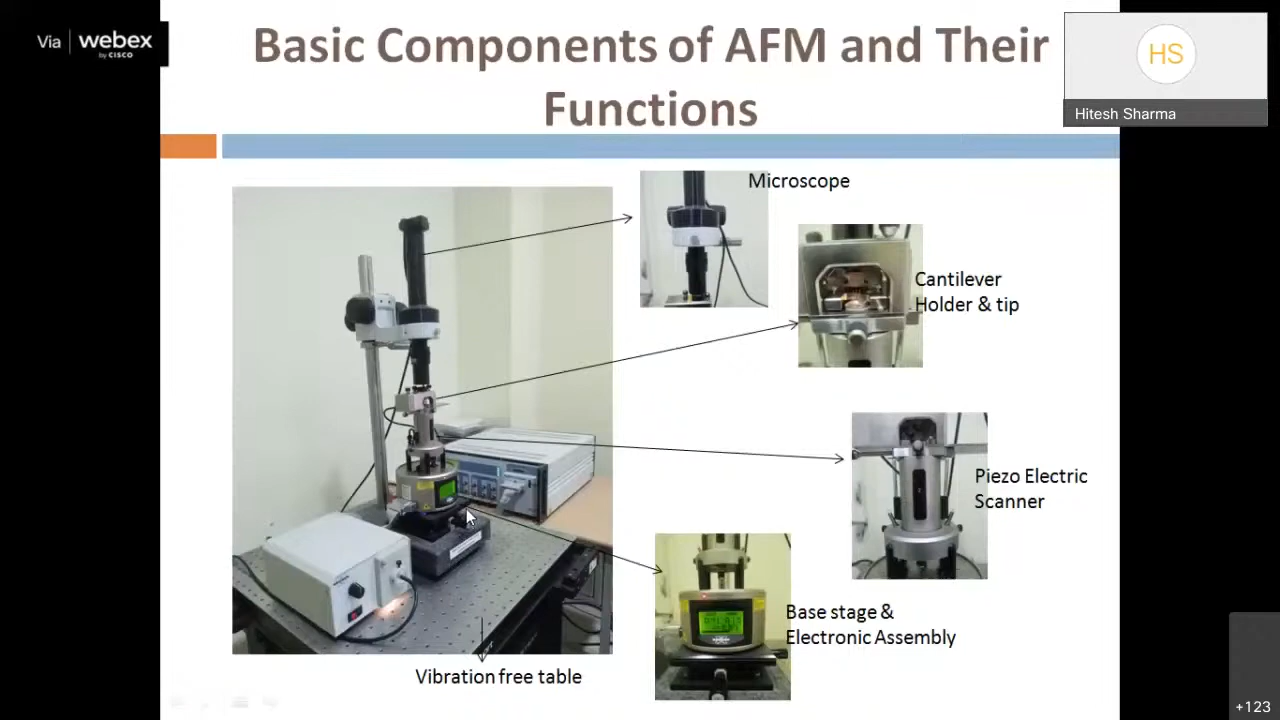 Via | webex
by CISCO
Basic Components of AFM and Their
Functions
HS
Hitesh Sharma
Microscope
Cantilever
Holder & tip
Piezo Electric
Scanner
Base stage &
Electronic Assembly
Vibration free table
+123